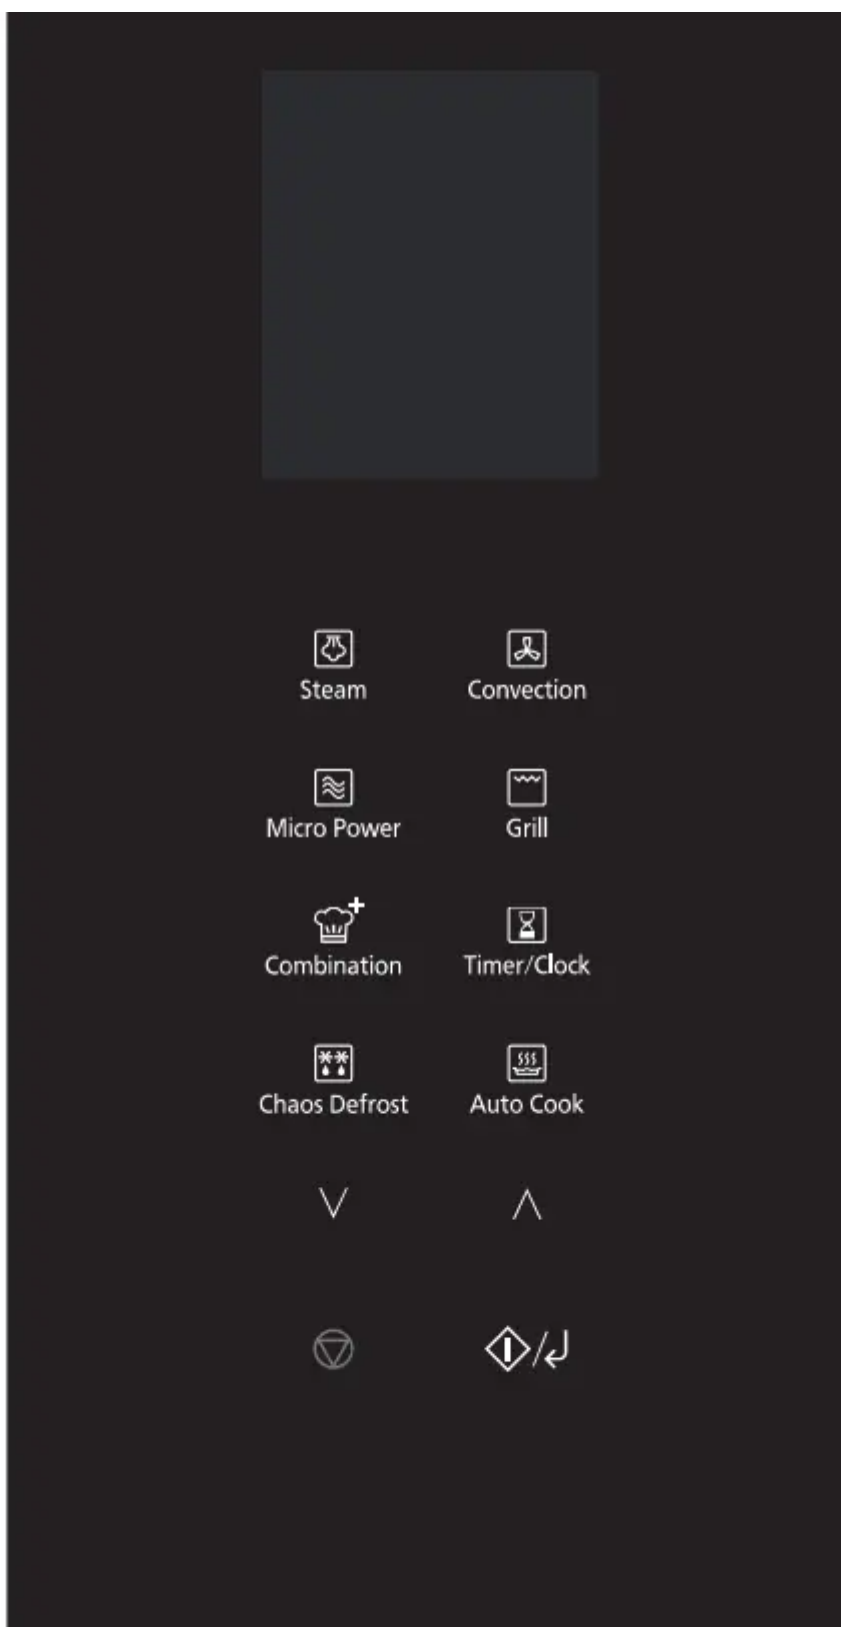 Steam
Convection
Micro Power
Grill
Combination
Timer/Clock
Chaos Defrost
Auto Cook